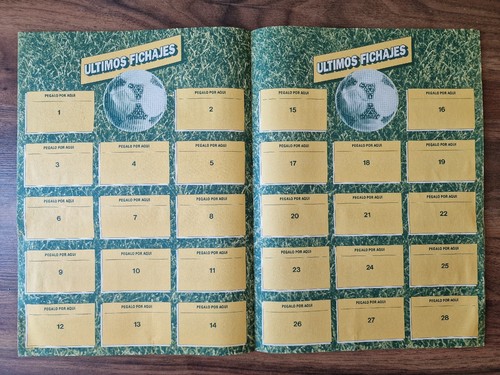 ULTIMOS FICHAJES
PEGALO POR AQUI
1
PEGALO POR AQUI
2
PEGALO POR AQUI
3
PEGALO POR AQUI
4
PEGALO POR AQUI
5
PEGALO POR AQUI
6
PEGALO POR AQUI
7
PEGALO POR AQUI
8
PEGALO POR AQUI
9
PEGALO POR AQUI
10
PEGALO POR AQUI
11
PEGALO POR AQUI
12
PEGALO POR AQUI
13
PEGALO POR AQUI
14
ULTIMOS FICHAJES
PEGALO POR AQUI
15
PEGALO POR AQUI
16
PEGALO POR AQUI
17
PEGALO POR AQUI
18
PEGALO POR AQUI
19
PEGALO POR AQUI
20
PEGALO POR AQUI
21
PEGALO POR AQUI
22
PEGALO POR AQUI
23
PEGALO POR AQUI
24
PEGALO POR AQUI
25
PEGALO POR AQUI
26
PEGALO POR AQUI
27
PEGALO POR AQUI
28